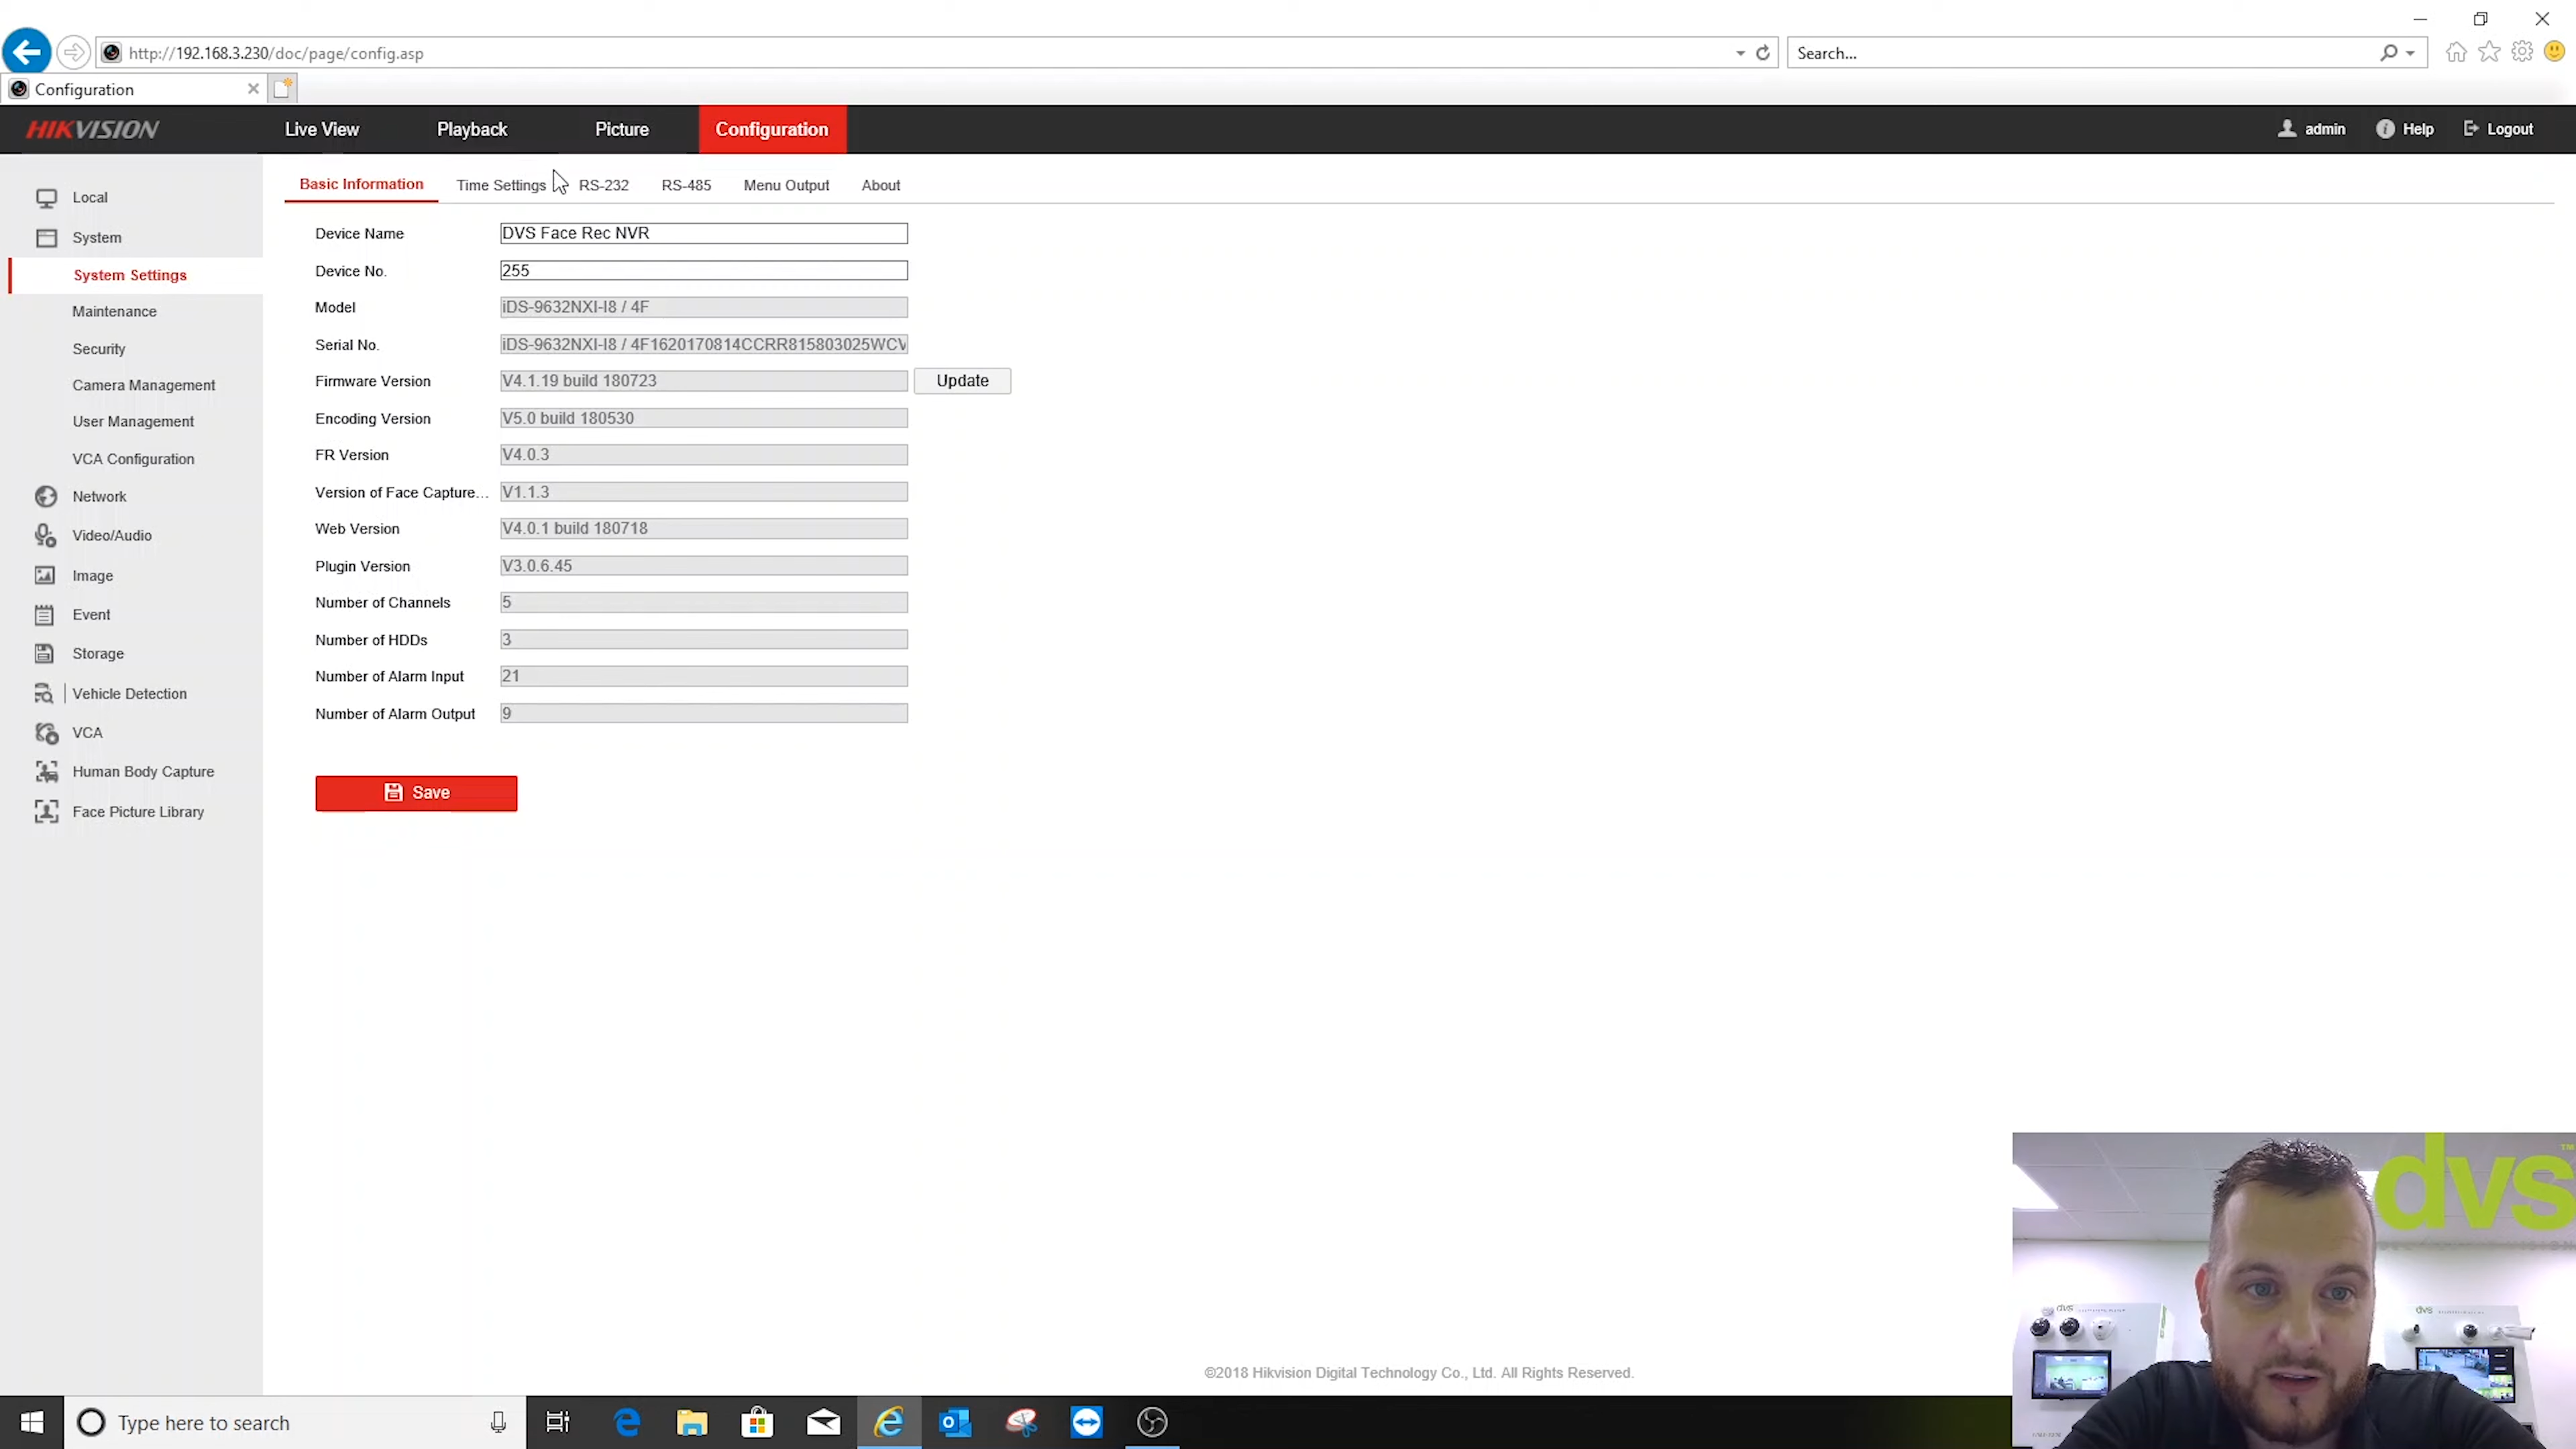 http://192.168.3.230/doc/page/config.asp
Search...
Configuration
HIKVISION
Live View
Playback
Picture
Configuration
admin
Help
Logout
Local
System
System Settings
Maintenance
Security
Camera Management
User Management
VCA Configuration
Network
Video/Audio
Image
Event
Storage
Vehicle Detection
VCA
Human Body Capture
Face Picture Library
Basic Information
Time Settings
RS-232
RS-485
Menu Output
About
Device Name DVS Face Rec NVR
Device No. 255
Model iDS-9632NXI-I8 / 4F
Serial No. iDS-9632NXI-I8 / 4F1620170814CCRR815803025WCV
Firmware Version V4.1.19 build 180723 Update
Encoding Version V5.0 build 180530
FR Version V4.0.3
Version of Face Capture... V1.1.3
Web Version V4.0.1 build 180718
Plugin Version V3.0.6.45
Number of Channels 5
Number of HDDs 3
Number of Alarm Input 21
Number of Alarm Output 9
Save
©2018 Hikvision Digital Technology Co., Ltd. All Rights Reserved.
dvs™
dvs
dvs
Type here to search